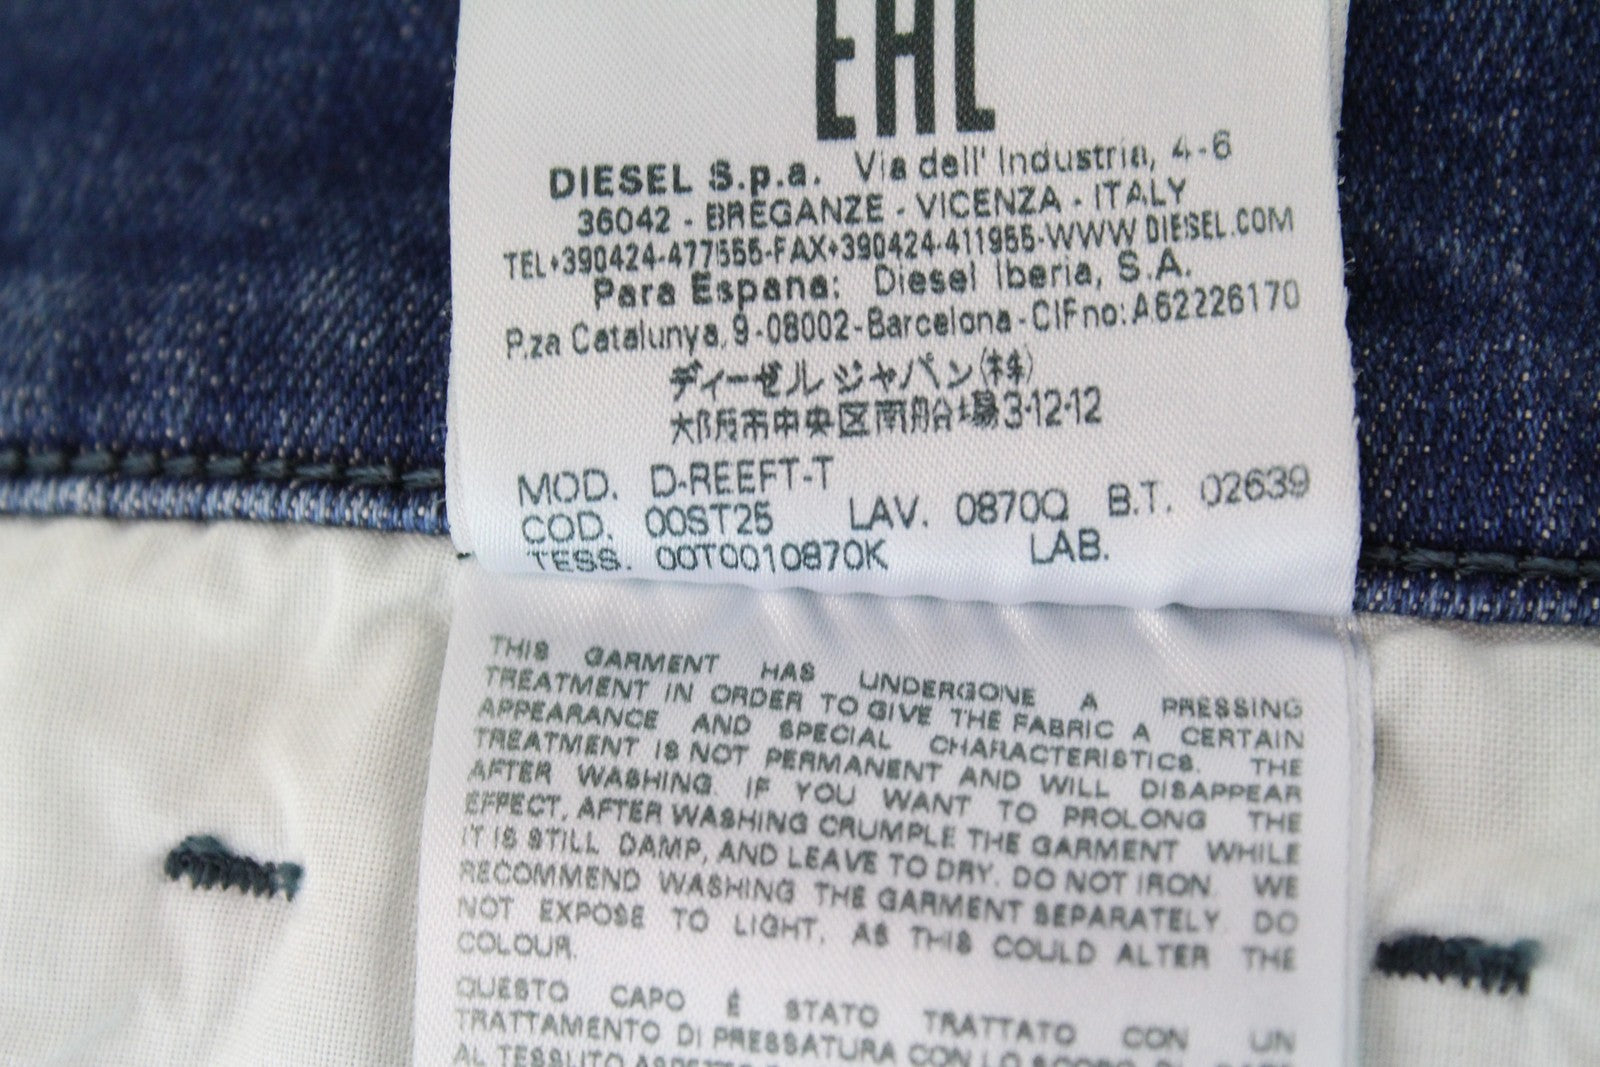 EAC
DIESEL S.p.a. Via dell' Industria, 4-6
36042 - BREGANZE - VICENZA - ITALY
TEL+390424-477555-FAX+390424-411955-WWW.DIESEL.COM
Para Espana: Diesel Iberia, S.A.
P.za Catalunya, 9 -08002-Barcelona-CIFno: A62226170
ディーゼル ジャパン(株)
大阪市中央区南船場3-12-12
MOD. D-REEFT-T
COD. 00ST25 LAV. 0870Q B.T. 02639
TESS. 00T0010870K LAB.
THIS GARMENT HAS UNDERGONE A PRESSING
TREATMENT IN ORDER TO GIVE THE FABRIC A CERTAIN
APPEARANCE AND SPECIAL CHARACTERISTICS. THE
TREATMENT IS NOT PERMANENT AND WILL DISAPPEAR
AFTER WASHING. IF YOU WANT TO PROLONG THE
EFFECT, AFTER WASHING CRUMPLE THE GARMENT WHILE
IT IS STILL DAMP, AND LEAVE TO DRY. DO NOT IRON. WE
RECOMMEND WASHING THE GARMENT SEPARATELY. DO
NOT EXPOSE TO LIGHT, AS THIS COULD ALTER THE
COLOUR.
QUESTO CAPO É STATO TRATTATO CON UN
TRATTAMENTO DI PRESSATURA CON LO SCOPO DI DARE
AL TESSUTO